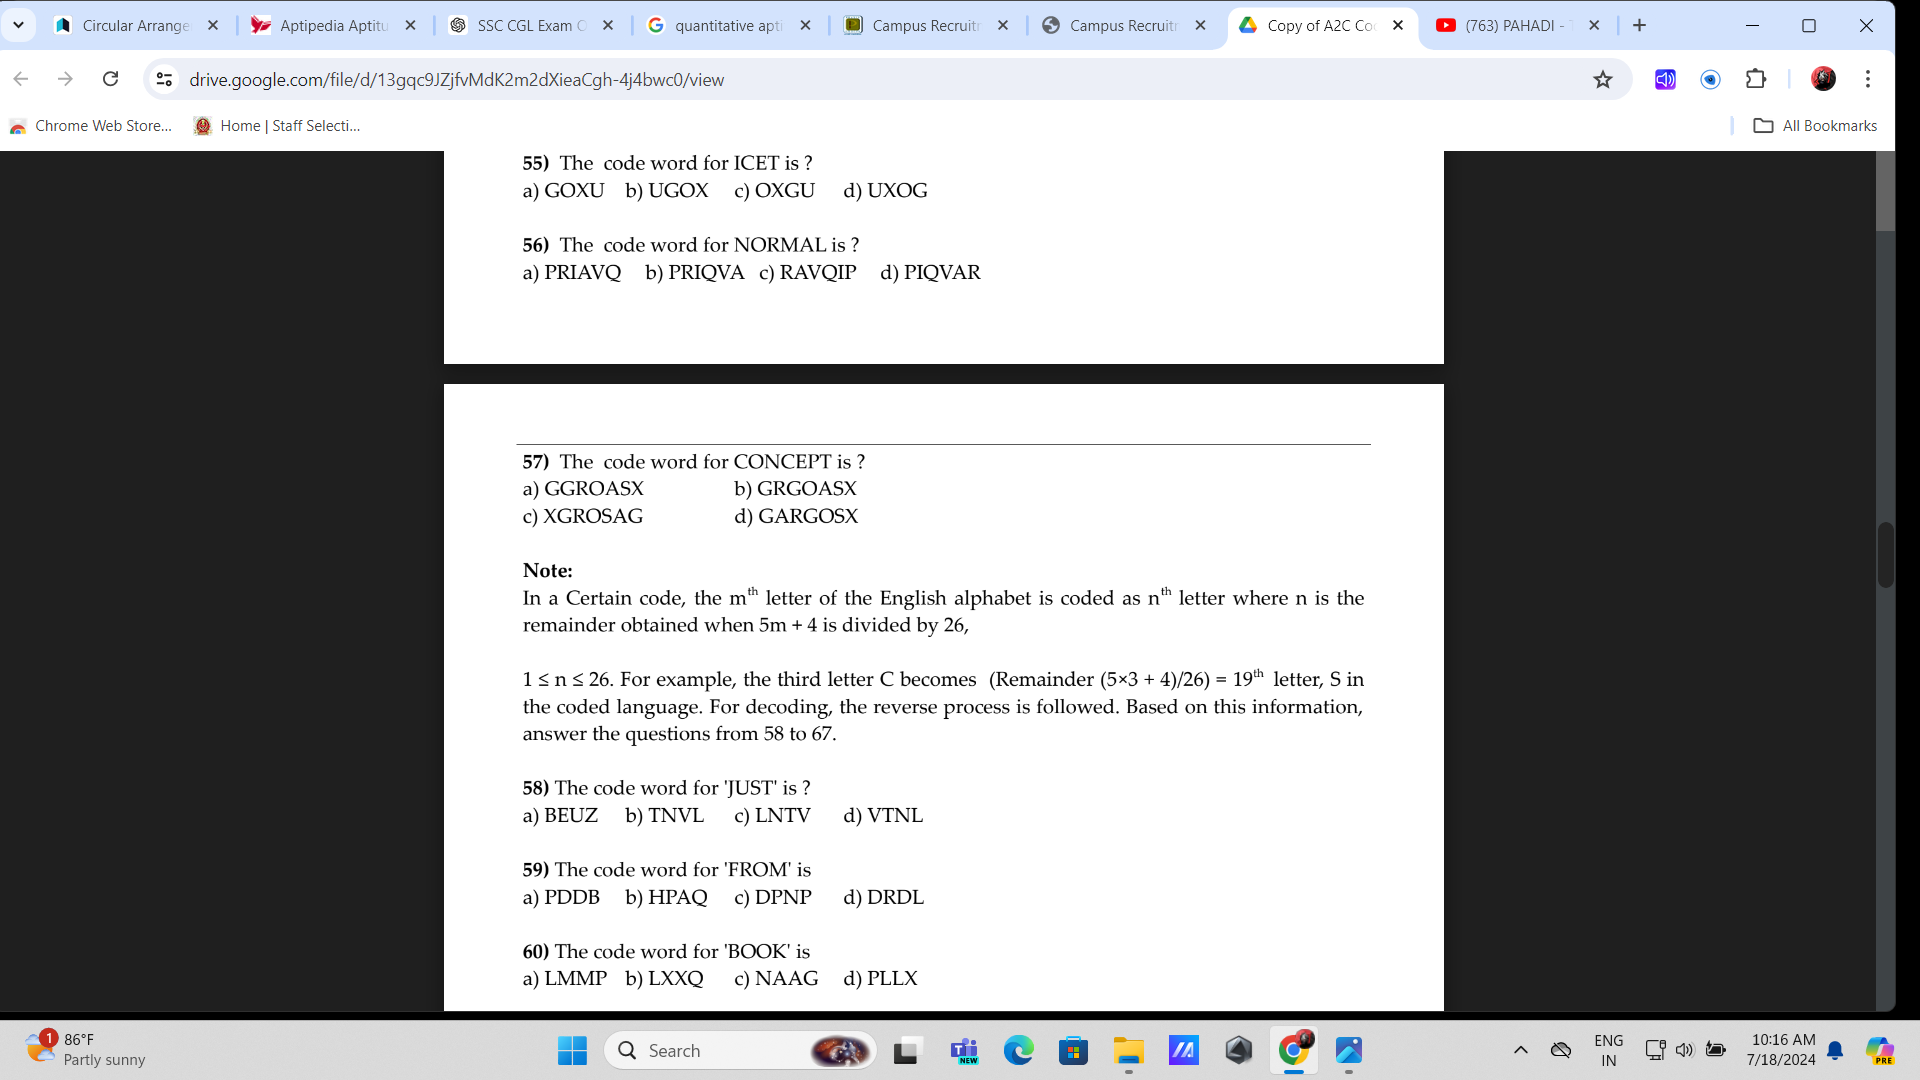 Circular Arrange
Aptipedia Aptitu
SSC CGL Exam
quantitative apti
Campus Recruit
Campus Recruit
Copy of A2C Co
(763) PAHADI -
drive.google.com/file/d/13gqc9JZjfvMdK2m2dXieaCgh-4j4bwc0/view
Chrome Web Store...
Home | Staff Selecti...
All Bookmarks
55) The code word for ICET is ?
a) GOXU b) UGOX c) OXGU d) UXOG
56) The code word for NORMAL is ?
a) PRIAVQ b) PRIQVA c) RAVQIP d) PIQVAR
57) The code word for CONCEPT is ?
a) GGROASX b) GRGOASX
c) XGROSAG d) GARGOSX
Note:
In a Certain code, the mth letter of the English alphabet is coded as nth letter where n is the
remainder obtained when 5m + 4 is divided by 26,
1 ≤ n ≤ 26. For example, the third letter C becomes (Remainder (5×3 + 4)/26) = 19th letter, S in
the coded language. For decoding, the reverse process is followed. Based on this information,
answer the questions from 58 to 67.
58) The code word for 'JUST' is ?
a) BEUZ b) TNVL c) LNTV d) VTNL
59) The code word for 'FROM' is
a) PDDB b) HPAQ c) DPNP d) DRDL
60) The code word for 'BOOK' is
a) LMMP b) LXXQ c) NAAG d) PLLX
1
86°F
Partly sunny
Search
NEW
ENG
IN
10:16 AM
7/18/2024
PRE